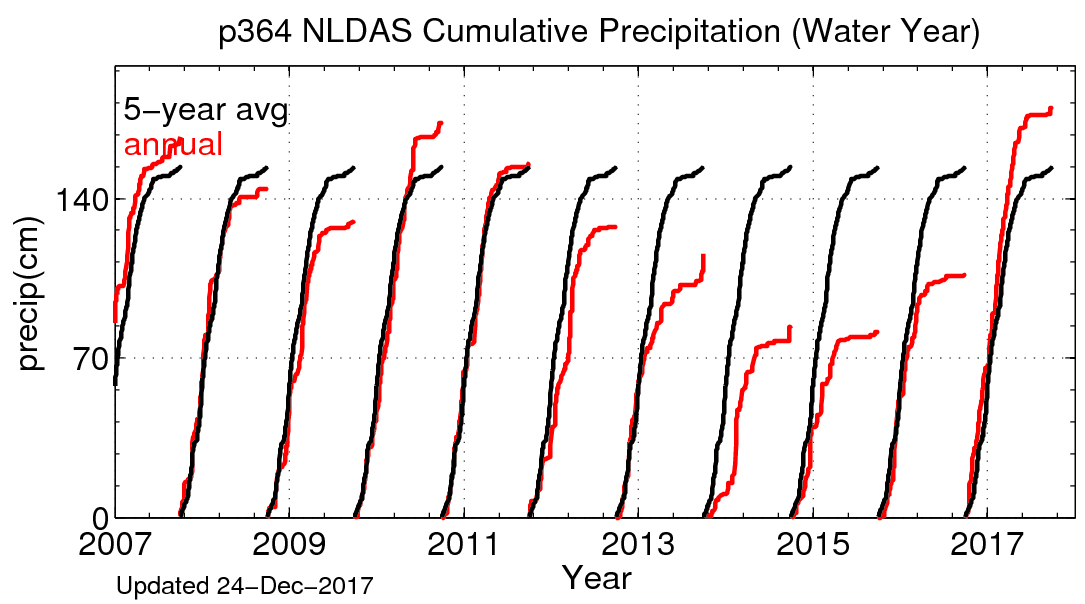 p364 NLDAS Cumulative Precipitation (Water Year)
5−year avg
annual
140
70
0
precip(cm)
2007 2009 2011 2013 2015 2017
Year
Updated 24−Dec−2017